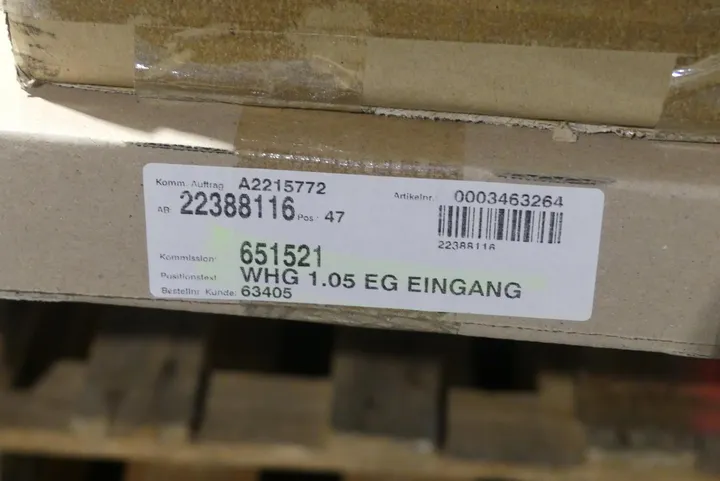 Komm. Auftrag: A2215772
Artikelnr.: 0003463264
AB: 22388116 Pos.: 47
22388116
Kommission: 651521
Positionstext: WHG 1.05 EG EINGANG
Bestellnr. Kunde: 63405